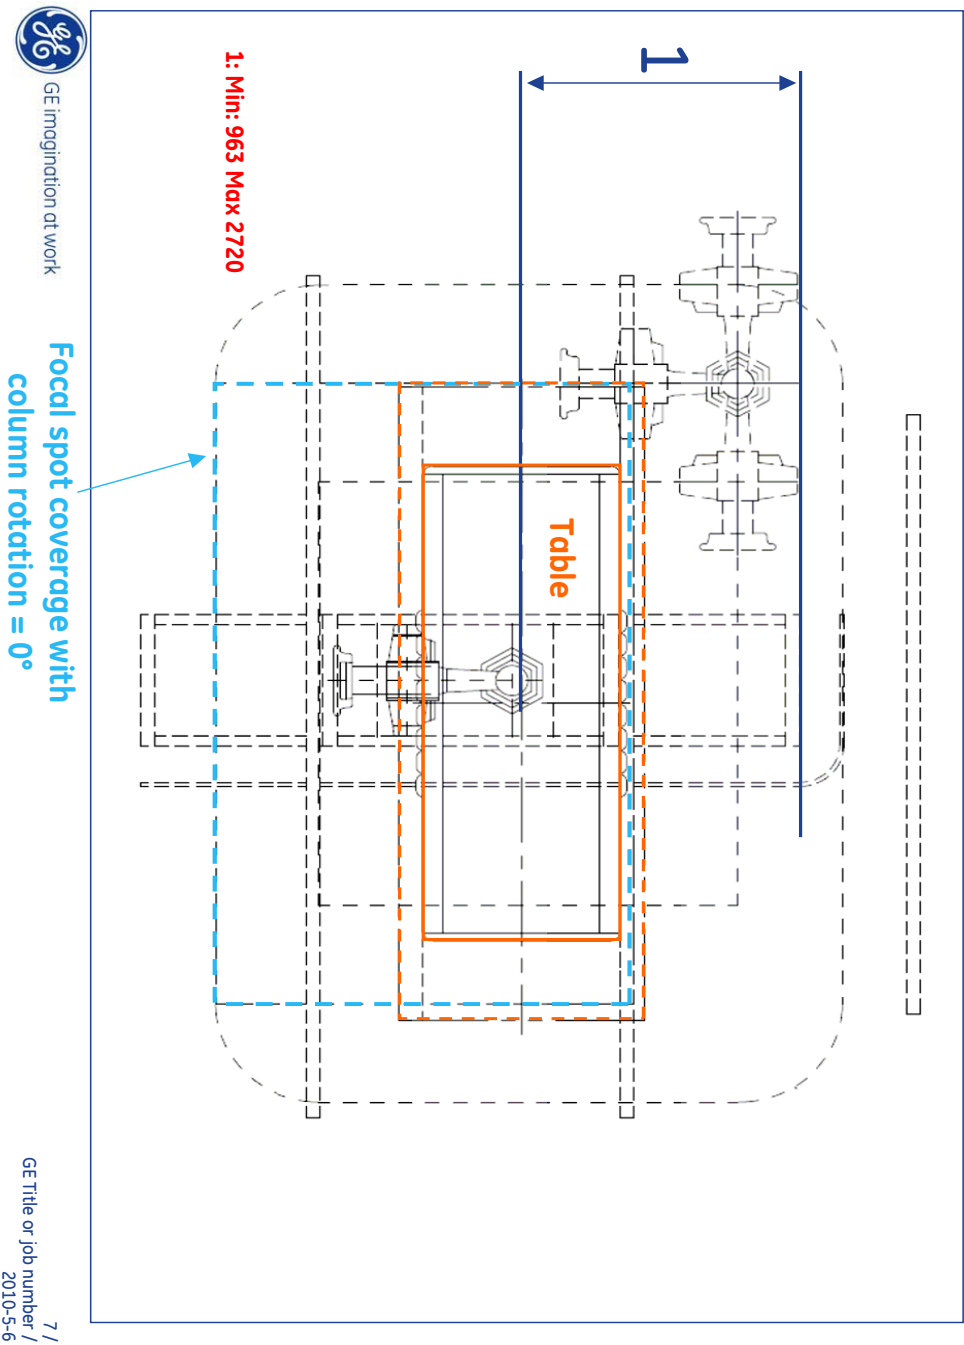 1
1: Min: 963 Max 2720
Table
Focal spot coverage with
column rotation = 0°
GE imagination at work
7 /
GE Title or job number /
2010-5-6